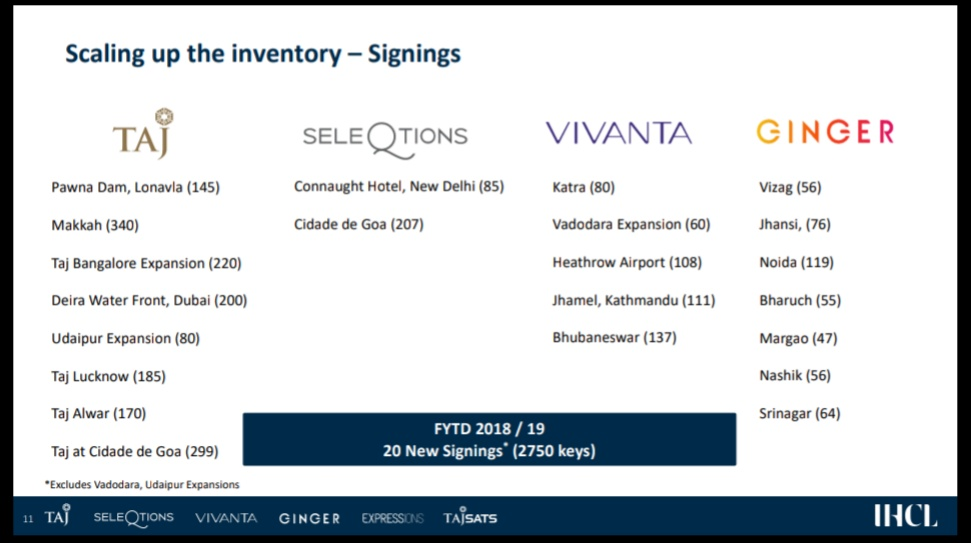 Scaling up the inventory – Signings
TAJ
Pawna Dam, Lonavla (145)
Makkah (340)
Taj Bangalore Expansion (220)
Deira Water Front, Dubai (200)
Udaipur Expansion (80)
Taj Lucknow (185)
Taj Alwar (170)
Taj at Cidade de Goa (299)
SELEQTIONS
Connaught Hotel, New Delhi (85)
Cidade de Goa (207)
VIVANTA
Katra (80)
Vadodara Expansion (60)
Heathrow Airport (108)
Jhamel, Kathmandu (111)
Bhubaneswar (137)
GINGER
Vizag (56)
Jhansi, (76)
Noida (119)
Bharuch (55)
Margao (47)
Nashik (56)
Srinagar (64)
FYTD 2018 / 19
20 New Signings* (2750 keys)
*Excludes Vadodara, Udaipur Expansions
11 TAJ SELEQTIONS VIVANTA GINGER EXPRESSIONS TAJSATS IHCL